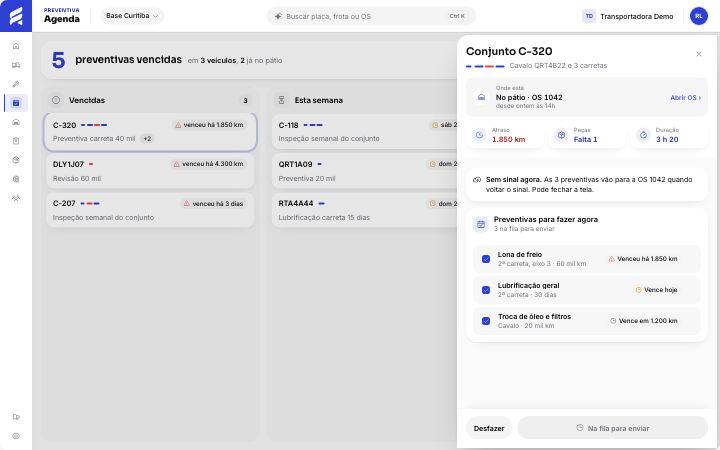 PREVENTIVA
Agenda
Base Curitiba
Buscar placa, frota ou OS
Ctrl K
TD
Transportadora Demo
RL
5 preventivas vencidas em 3 veículos, 2 já no pátio
Vencidas
3
C-320
venceu há 1.850 km
Preventiva carreta 40 mil
+2
DLY1J07
venceu há 4.300 km
Revisão 60 mil
C-207
venceu há 3 dias
Inspeção semanal do conjunto
Esta semana
C-118
sáb 2
Inspeção semanal do conjunto
QRT1A09
dom 2
Preventiva 20 mil
RTA4A44
dom 2
Lubrificação carreta 15 dias
Conjunto C-320
Cavalo QRT4B22 e 3 carretas
Onde está
No pátio · OS 1042
desde ontem às 14h
Abrir OS ›
Atraso
1.850 km
Peças
Falta 1
Duração
3 h 20
Sem sinal agora. As 3 preventivas vão para a OS 1042 quando
voltar o sinal. Pode fechar a tela.
Preventivas para fazer agora
3 na fila para enviar
Lona de freio
2ª carreta, eixo 3 · 60 mil km
Venceu há 1.850 km
Lubrificação geral
2ª carreta · 30 dias
Vence hoje
Troca de óleo e filtros
Cavalo · 20 mil km
Vence em 1.200 km
Desfazer
Na fila para enviar